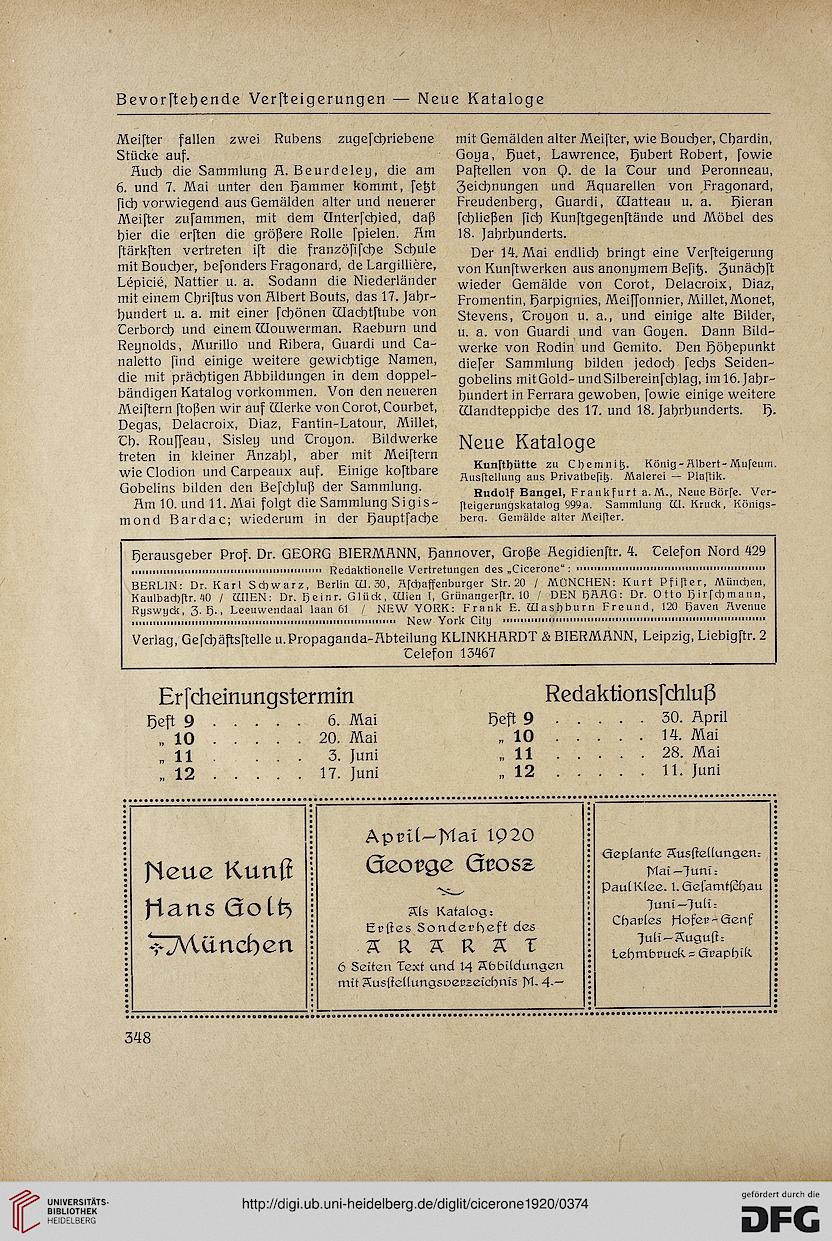 Bevorſtehende Verſteigerungen — Neue Kataloge
Meiſter fallen zwei Rubens zugeſchriebene
Stücke auf.
Auch die Sammlung A. Beurdeley, die am
6. und 7. Mai unter den Hammer kommt, ſetzt
ſich vorwiegend aus Gemälden alter und neuerer
Meiſter zuſammen, mit dem Unterſchied, daß
hier die erſten die größere Rolle ſpielen. Am
ſtärkſten vertreten iſt die franzöſiſche Schule
mit Boucher, beſonders Fragonard, de Largillière,
Lépicié, Nattier u. a. Sodann die Niederländer
mit einem Chriſtus von Albert Bouts, das 17. Jahr-
hundert u. a. mit einer ſchönen Wachtſtube von
Terborch und einem Wouwerman. Raeburn und
Reynolds, Murillo und Ribera, Guardi und Ca-
naletto ſind einige weitere gewichtige Namen,
die mit prächtigen Abbildungen in dem doppel-
bändigen Katalog vorkommen. Von den neueren
Meiſtern ſtoßen wir auf Werke von Corot, Courbet,
Degas, Delacroix, Diaz, Fantin-Latour, Millet,
Th. Rouſſeau, Sisley und Troyon. Bildwerke
treten in kleiner Anzahl, aber mit Meiſtern
wie Clodion und Carpeaux auf. Einige koſtbare
Gobelins bilden den Beſchluß der Sammlung.
Am 10. und 11. Mai folgt die Sammlung Sigis-
mond Bardac; wiederum in der Hauptſache
mit Gemälden alter Meiſter, wie Boucher, Chardin,
Goya, Huet, Lawrence, Hubert Robert, ſowie
Paſtellen von Q. de la Tour und Peronneau,
Zeichnungen und Aquarellen von Fragonard,
Freudenberg, Guardi, Watteau u. a. Hieran
ſchließen ſich Kunſtgegenſtände und Möbel des
18. Jahrhunderts.
Der 14. Mai endlich bringt eine Verſteigerung
von Kunſtwerken aus anonymem Beſitz. Zunächſt
wieder Gemälde von Corot, Delacroix, Diaz,
Fromentin, Harpignies, Meiſſonnier, Millet, Monet,
Stevens, Troyon u. a., und einige alte Bilder,
u. a. von Guardi und van Goyen. Dann Bild-
werke von Rodin und Gemito. Den Höhepunkt
dieſer Sammlung bilden jedoch ſechs Seiden-
gobelins mit Gold- und Silbereinſchlag, im 16. Jahr-
hundert in Ferrara gewoben, ſowie einige weitere
Wandteppiche des 17. und 18. Jahrhunderts. H.
Neue Kataloge
Kunſthütte zu Chemnitz. König-Albert-Muſeum.
Ausſtellung aus Privatbeſitz. Malerei — Plaſtik.
Rudolf Bangel, Frankfurt a. M., Neue Börſe. Ver-
ſteigerungskatalog 999a. Sammlung W. Kruck, Königs-
berg. Gemälde alter Meiſter.
Herausgeber Prof. Dr. GEORG BIERMANN, Hannover, Große Aegidienſtr. 4. Telefon Nord 429
Redaktionelle Vertretungen des „Cicerone“:
BERLIN: Dr. Karl Schwarz, Berlin W. 30, Aſchaffenburger Str. 20 / MÜNCHEN: Kurt Pfiſter, München,
Kaulbachſtr. 40 / WIEN: Dr. Heinr. Glück, Wien I, Grünangerſtr. 10 / DEN HAAG: Dr. Otto Hirſchmann,
Ryswyck, Z. H., Leeuwendaal laan 61 / NEW YORK: Frank E. Washburn Freund, 120 Haven Avenue
New York City
Verlag, Geſchäftsſtelle u. Propaganda-Abteilung KLINKHARDT & BIERMANN, Leipzig, Liebigſtr. 2
Telefon 13467
Erſcheinungstermin
Heft 9 . . . . . 6. Mai
„ 10 . . . . . 20. Mai
„ 11 . . . . . 3. Juni
„ 12 . . . . . 17. Juni
Redaktionsſchluß
Heft 9 . . . . . 30. April
„ 10 . . . . . 14. Mai
„ 11 . . . . . 28. Mai
„ 12 . . . . . 11. Juni
Neue Kunſt
Hans Goltz
München
April—Mai 1920
George Grosz
Als Katalog:
Erſtes Sonderheft des
ARARAT
6 Seiten Text und 14 Abbildungen
mit Ausſtellungsverzeichnis M. 4.—
Geplante Ausſtellungen:
Mai—Juni:
Paul Klee. 1. Geſamtſchau
Juni—Juli:
Charles Hofer-Genf
Juli—Auguſt:
Lehmbruck = Graphik
348
UNIVERSITÄTS-
BIBLIOTHEK
HEIDELBERG
http://digi.ub.uni-heidelberg.de/diglit/cicerone1920/0374
gefördert durch die
DFG